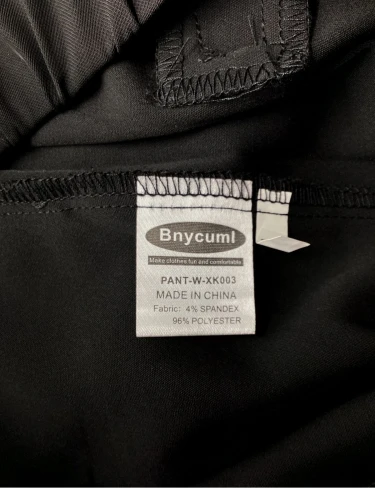 Bnycuml
Make clothes fun and comfortable
PANT-W-XK003
MADE IN CHINA
Fabric: 4% SPANDEX
96% POLYESTER